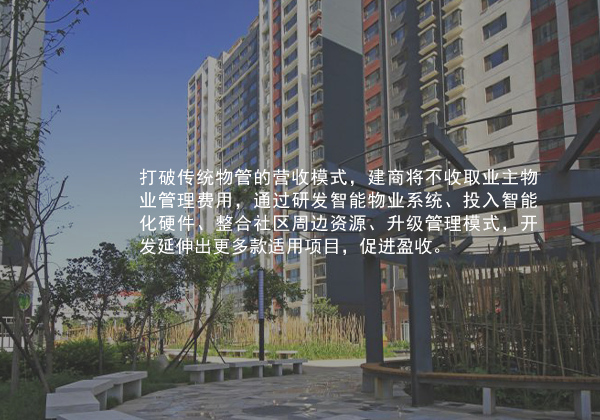 打破传统物管的营收模式，建商将不收取业主物
业管理费用，通过研发智能物业系统、投入智能
化硬件、整合社区周边资源、升级管理模式，开
发延伸出更多款适用项目，促进盈收。